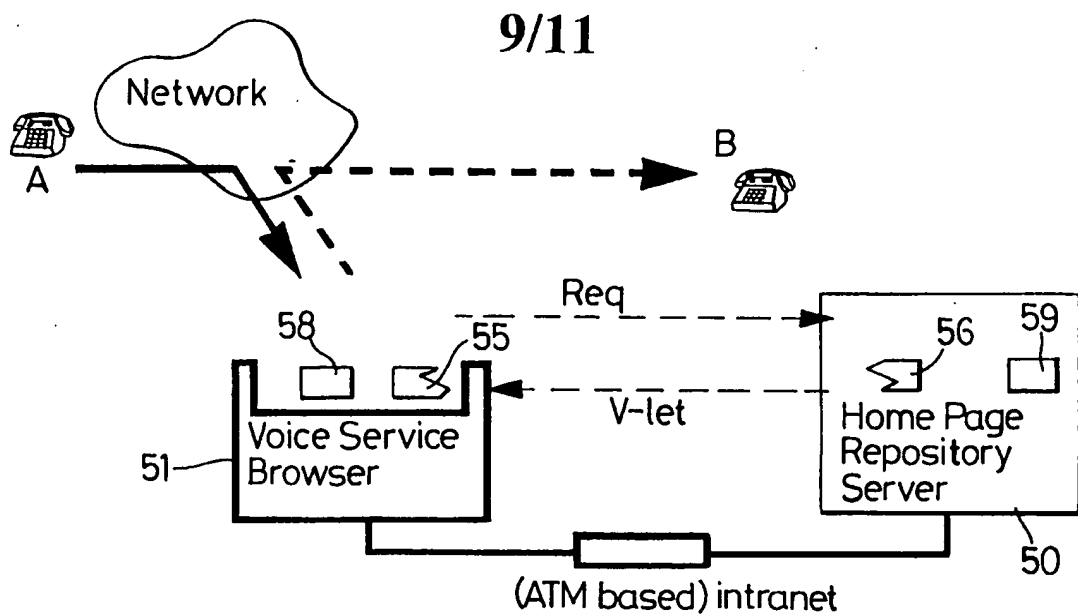 9/11
Network
A
B
Req
58
55
56
59
V-let
Voice Service
Browser
51
Home Page
Repository
Server
50
(ATM based) intranet